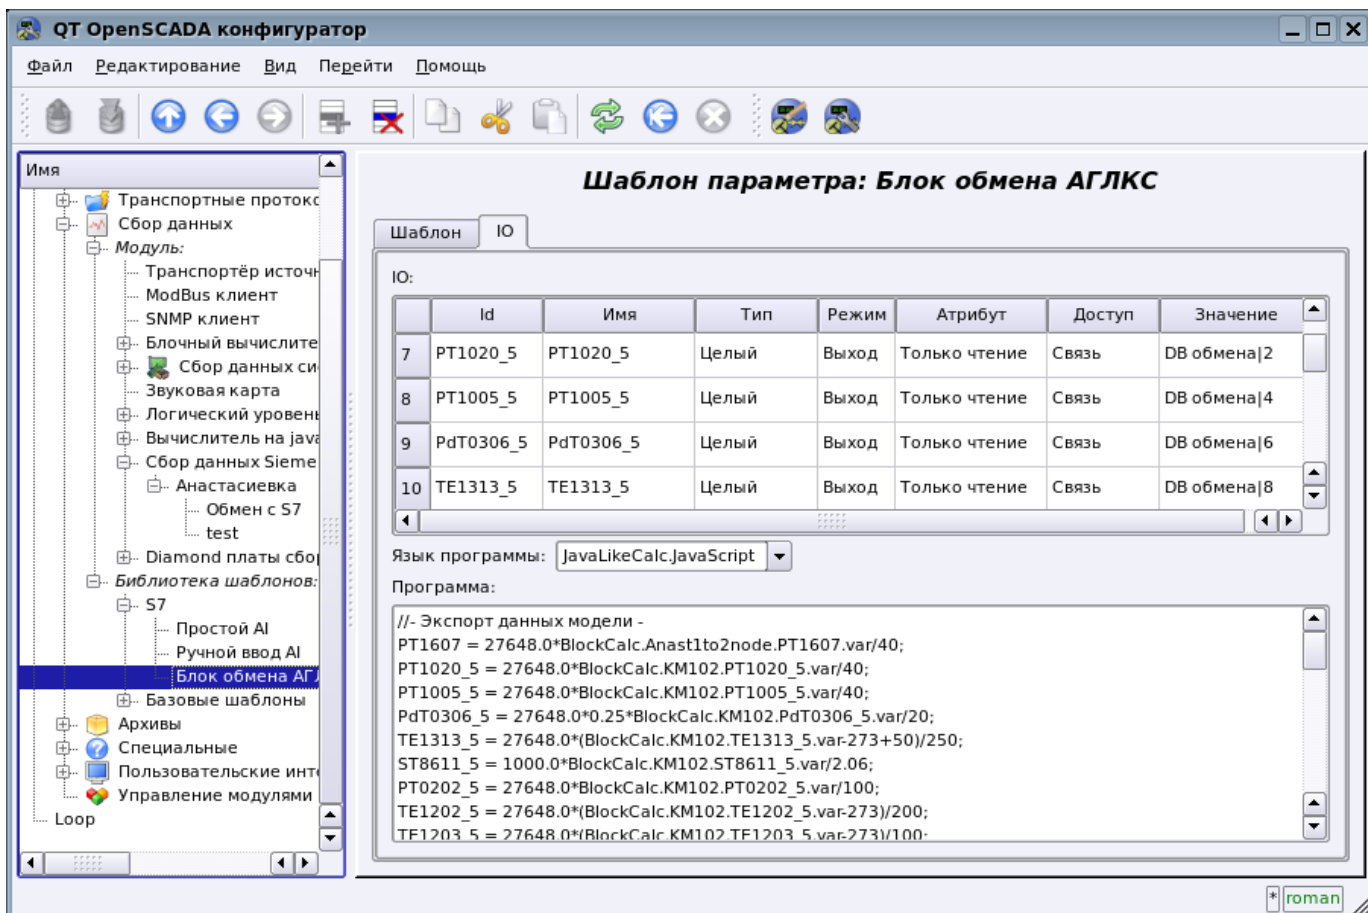 QT OpenSCADA конфигуратор
Файл Редактирование Вид Перейти Помощь
Имя
Транспортные протоко
Сбор данных
Модуль:
Транспортёр источн
ModBus клиент
SNMP клиент
Блочный вычислите
Сбор данных си
Звуковая карта
Логический уровень
Вычислитель на java
Сбор данных Sieme
Анастасиевка
Обмен с S7
test
Diamond платы сбор
Библиотека шаблонов:
S7
Простой AI
Ручной ввод AI
Блок обмена АГЛ
Базовые шаблоны
Архивы
Специальные
Пользовательские инт
Управление модулями
Loop
Шаблон параметра: Блок обмена АГЛКС
Шаблон IO
IO:
Id Имя Тип Режим Атрибут Доступ Значение
7 PT1020_5 PT1020_5 Целый Выход Только чтение Связь DB обмена|2
8 PT1005_5 PT1005_5 Целый Выход Только чтение Связь DB обмена|4
9 PdT0306_5 PdT0306_5 Целый Выход Только чтение Связь DB обмена|6
10 TE1313_5 TE1313_5 Целый Выход Только чтение Связь DB обмена|8
Язык программы: JavaLikeCalc.JavaScript
Программа:
//- Экспорт данных модели -
PT1607 = 27648.0*BlockCalc.Anast1to2node.PT1607.var/40;
PT1020_5 = 27648.0*BlockCalc.KM102.PT1020_5.var/40;
PT1005_5 = 27648.0*BlockCalc.KM102.PT1005_5.var/40;
PdT0306_5 = 27648.0*0.25*BlockCalc.KM102.PdT0306_5.var/20;
TE1313_5 = 27648.0*(BlockCalc.KM102.TE1313_5.var-273+50)/250;
ST8611_5 = 1000.0*BlockCalc.KM102.ST8611_5.var/2.06;
PT0202_5 = 27648.0*BlockCalc.KM102.PT0202_5.var/100;
TE1202_5 = 27648.0*(BlockCalc.KM102.TE1202_5.var-273)/200;
TE1203_5 = 27648.0*(BlockCalc.KM102.TE1203_5.var-273)/100;
* roman